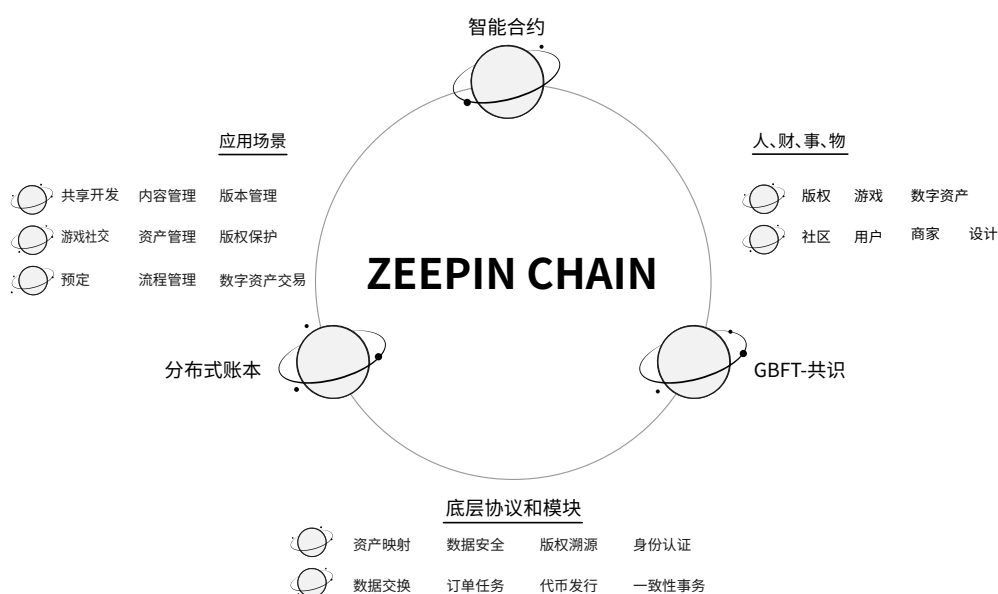 智能合约
应用场景
共享开发 内容管理 版本管理
游戏社交 资产管理 版权保护
预定 流程管理 数字资产交易
人、财、事、物
版权 游戏 数字资产
社区 用户 商家 设计
ZEEPIN CHAIN
分布式账本
GBFT-共识
底层协议和模块
资产映射 数据安全 版权溯源 身份认证
数据交换 订单任务 代币发行 一致性事务